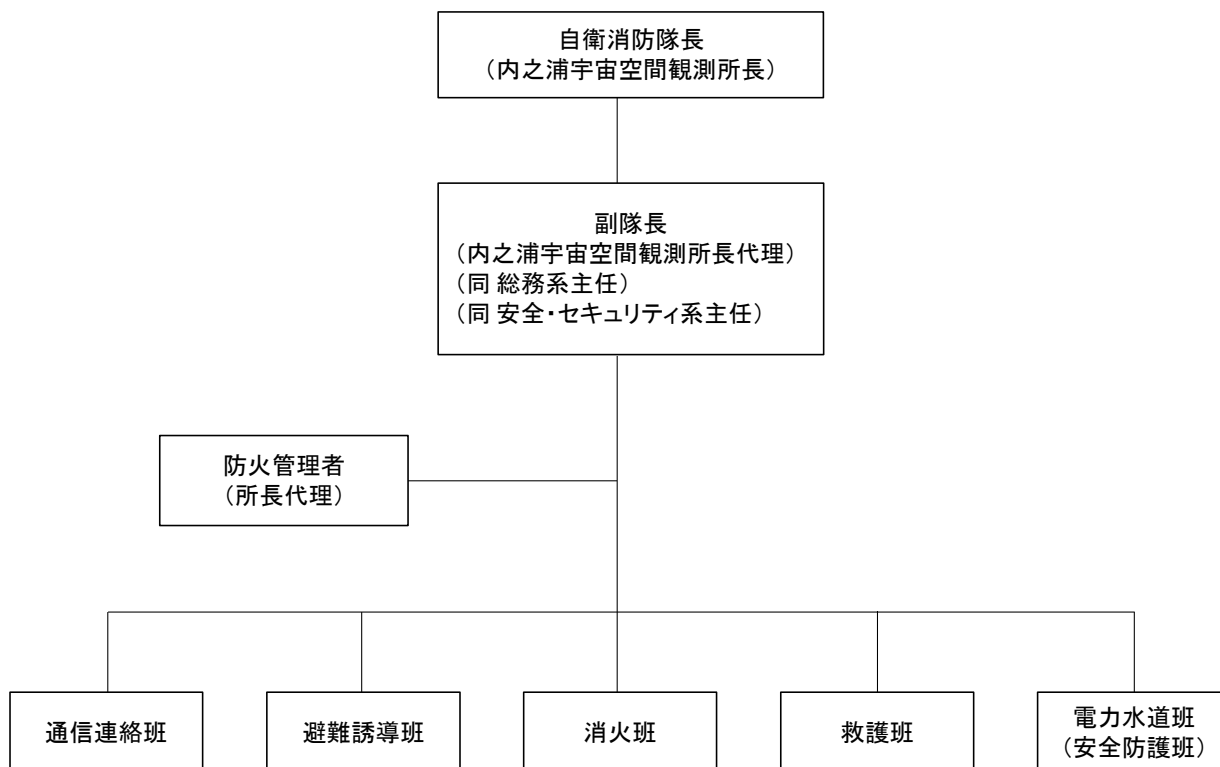 自衛消防隊長
（内之浦宇宙空間観測所長）
副隊長
（内之浦宇宙空間観測所長代理）
（同 総務系主任）
（同 安全・セキュリティ系主任）
防火管理者
（所長代理）
通信連絡班
避難誘導班
消火班
救護班
電力水道班
（安全防護班）